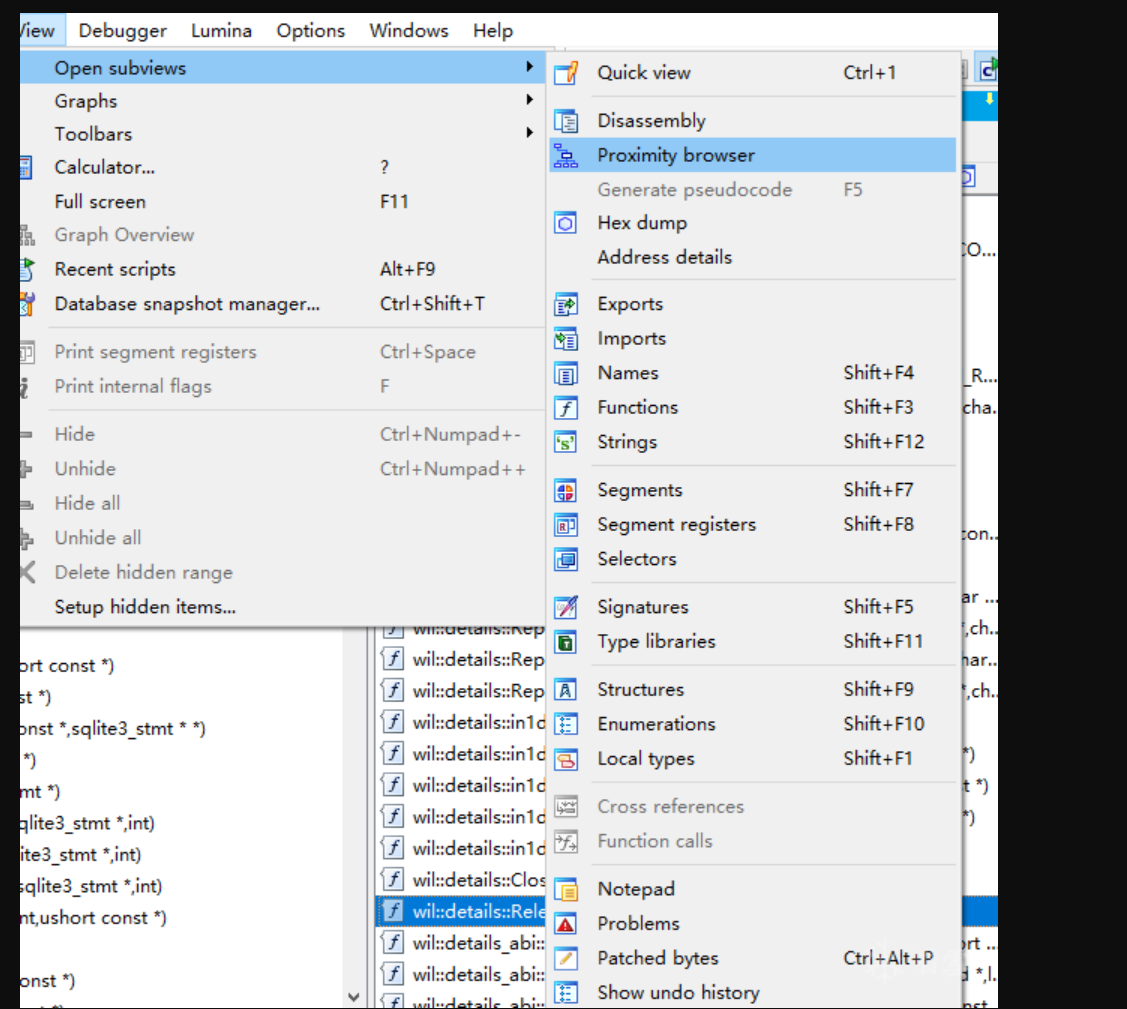 View Debugger Lumina Options Windows Help
Open subviews
Graphs
Toolbars
Calculator... ?
Full screen F11
Graph Overview
Recent scripts Alt+F9
Database snapshot manager... Ctrl+Shift+T
Print segment registers Ctrl+Space
Print internal flags F
Hide Ctrl+Numpad+-
Unhide Ctrl+Numpad++
Hide all
Unhide all
Delete hidden range
Setup hidden items...
Quick view Ctrl+1
Disassembly
Proximity browser
Generate pseudocode F5
Hex dump
Address details
Exports
Imports
Names Shift+F4
Functions Shift+F3
Strings Shift+F12
Segments Shift+F7
Segment registers Shift+F8
Selectors
Signatures Shift+F5
Type libraries Shift+F11
Structures Shift+F9
Enumerations Shift+F10
Local types Shift+F1
Cross references
Function calls
Notepad
Problems
Patched bytes Ctrl+Alt+P
Show undo history
ort const *)
st *)
onst *,sqlite3_stmt * *)
*)
mt *)
qlite3_stmt *,int)
ite3_stmt *,int)
sqlite3_stmt *,int)
nt,ushort const *)
onst *)
wil::details::Rep
wil::details::Rep
wil::details::Rep
wil::details::in1d
wil::details::in1d
wil::details::in1d
wil::details::in1d
wil::details::in1d
wil::details::Clos
wil::details::Rele
wil::details_abi::
wil::details_abi::
wil::details_abi::
CO...
_R...
cha.
con..
ar ...
,ch..
har..
,ch..
*)
t *)
*)
ort ...
d *,l.